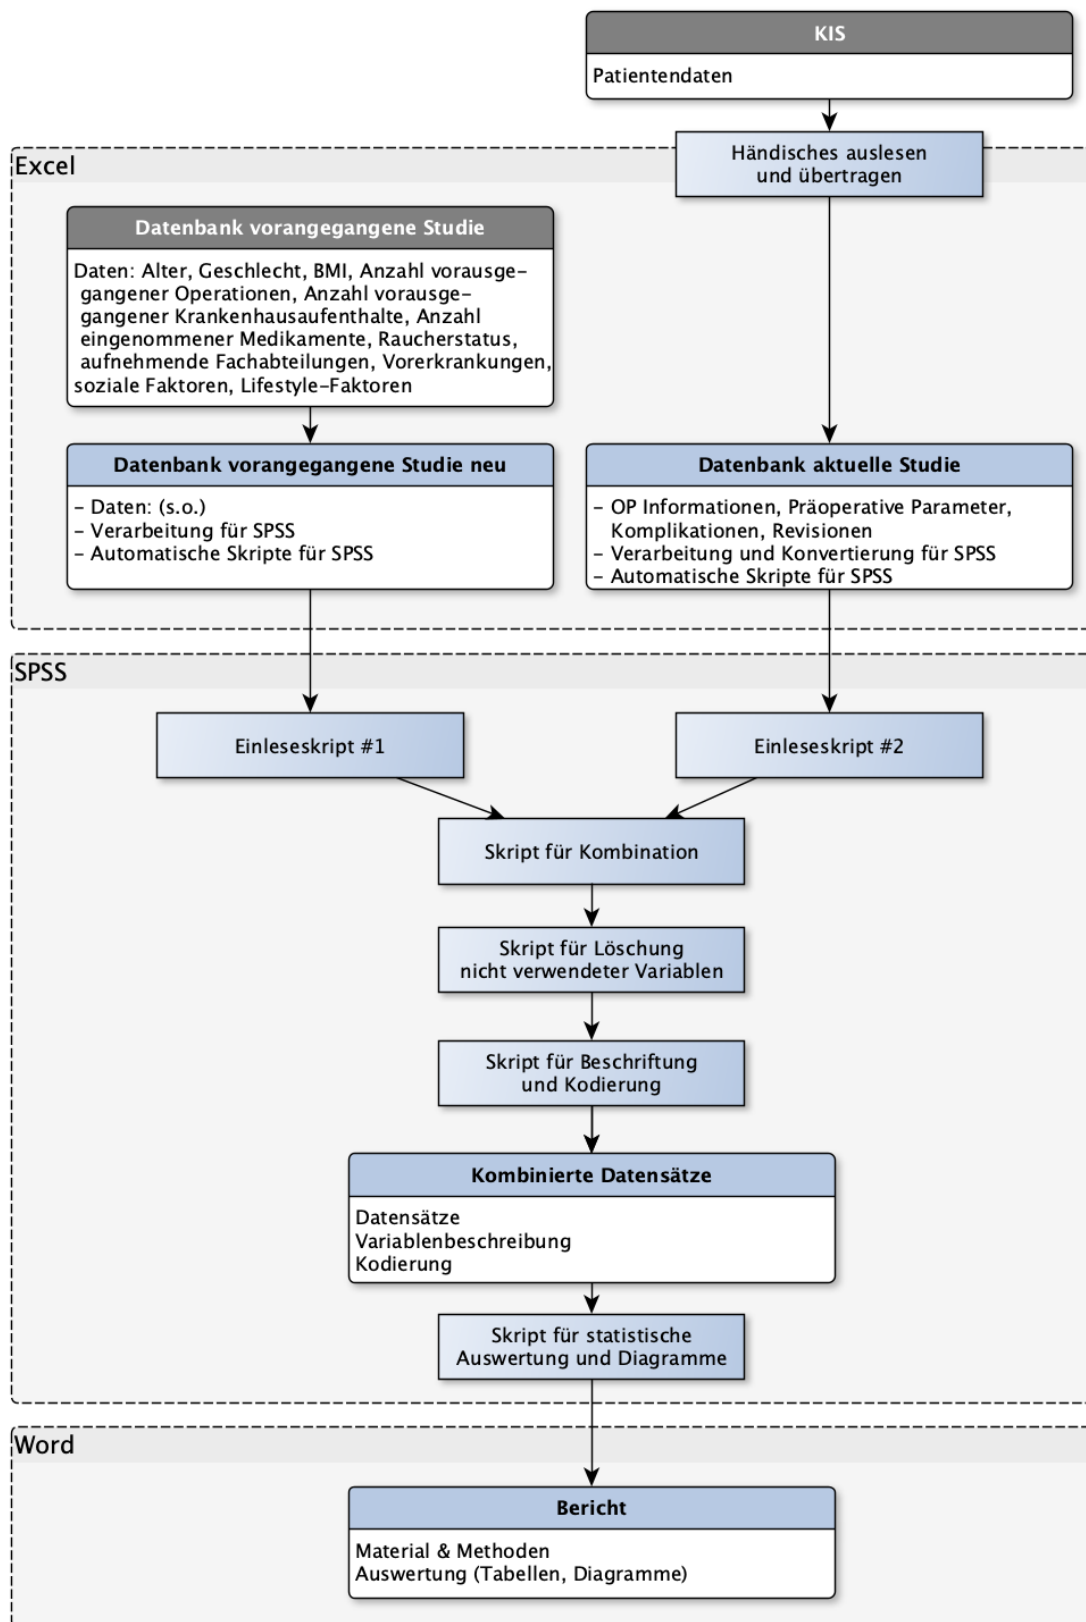 KIS
Patientendaten
Händisches auslesen
und übertragen
Excel
Datenbank vorangegangene Studie
Daten: Alter, Geschlecht, BMI, Anzahl vorausge-
gangener Operationen, Anzahl vorausge-
gangener Krankenhausaufenthalte, Anzahl
eingenommener Medikamente, Raucherstatus,
aufnehmende Fachabteilungen, Vorerkrankungen,
soziale Faktoren, Lifestyle-Faktoren
Datenbank vorangegangene Studie neu
- Daten: (s.o.)
- Verarbeitung für SPSS
- Automatische Skripte für SPSS
Datenbank aktuelle Studie
- OP Informationen, Präoperative Parameter,
Komplikationen, Revisionen
- Verarbeitung und Konvertierung für SPSS
- Automatische Skripte für SPSS
SPSS
Einleseskript #1
Einleseskript #2
Skript für Kombination
Skript für Löschung
nicht verwendeter Variablen
Skript für Beschriftung
und Kodierung
Kombinierte Datensätze
Datensätze
Variablenbeschreibung
Kodierung
Skript für statistische
Auswertung und Diagramme
Word
Bericht
Material & Methoden
Auswertung (Tabellen, Diagramme)